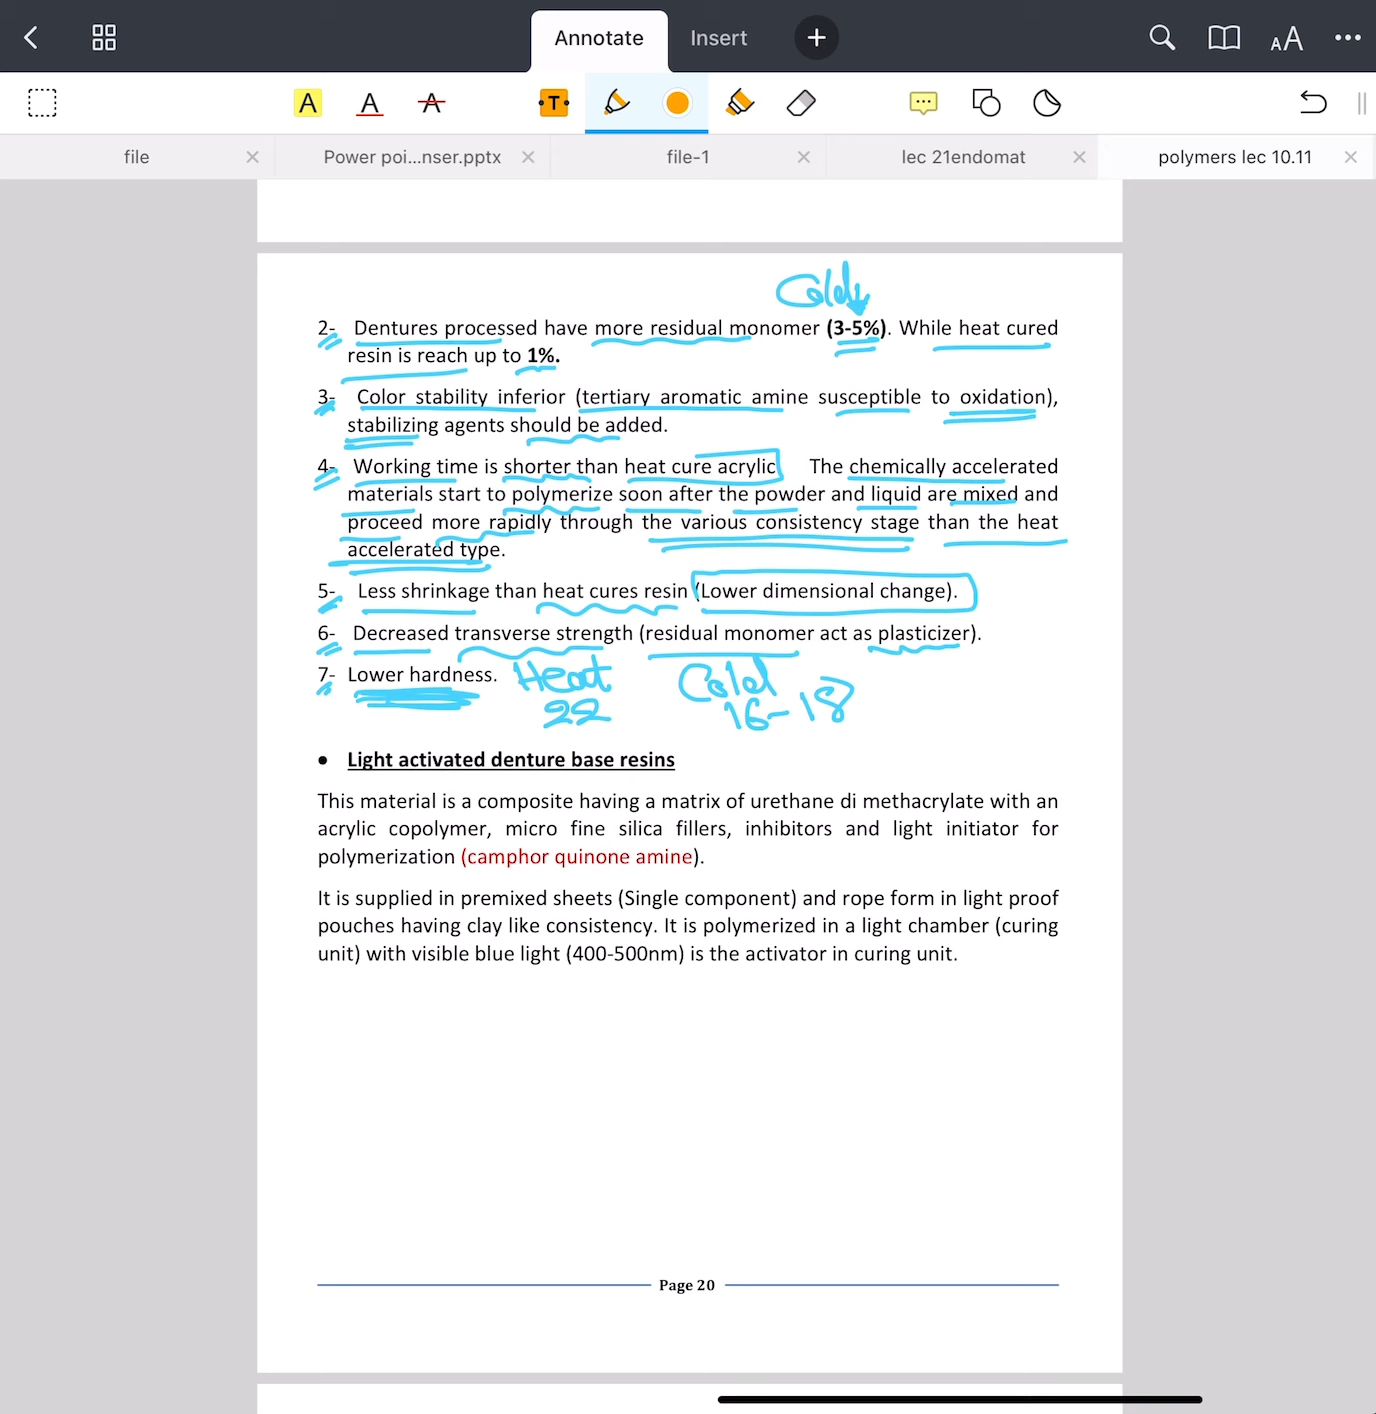 Annotate
Insert
+
A A A
T
file
Power poi...nser.pptx
file-1
lec 21endomat
polymers lec 10.11
Cold
2- Dentures processed have more residual monomer (3-5%). While heat cured
resin is reach up to 1%.
3- Color stability inferior (tertiary aromatic amine susceptible to oxidation),
stabilizing agents should be added.
4- Working time is shorter than heat cure acrylic. The chemically accelerated
materials start to polymerize soon after the powder and liquid are mixed and
proceed more rapidly through the various consistency stage than the heat
accelerated type.
5- Less shrinkage than heat cures resin (Lower dimensional change).
6- Decreased transverse strength (residual monomer act as plasticizer).
7- Lower hardness.
Heat Cold
22 16-18
• Light activated denture base resins
This material is a composite having a matrix of urethane di methacrylate with an
acrylic copolymer, micro fine silica fillers, inhibitors and light initiator for
polymerization (camphor quinone amine).
It is supplied in premixed sheets (Single component) and rope form in light proof
pouches having clay like consistency. It is polymerized in a light chamber (curing
unit) with visible blue light (400-500nm) is the activator in curing unit.
Page 20